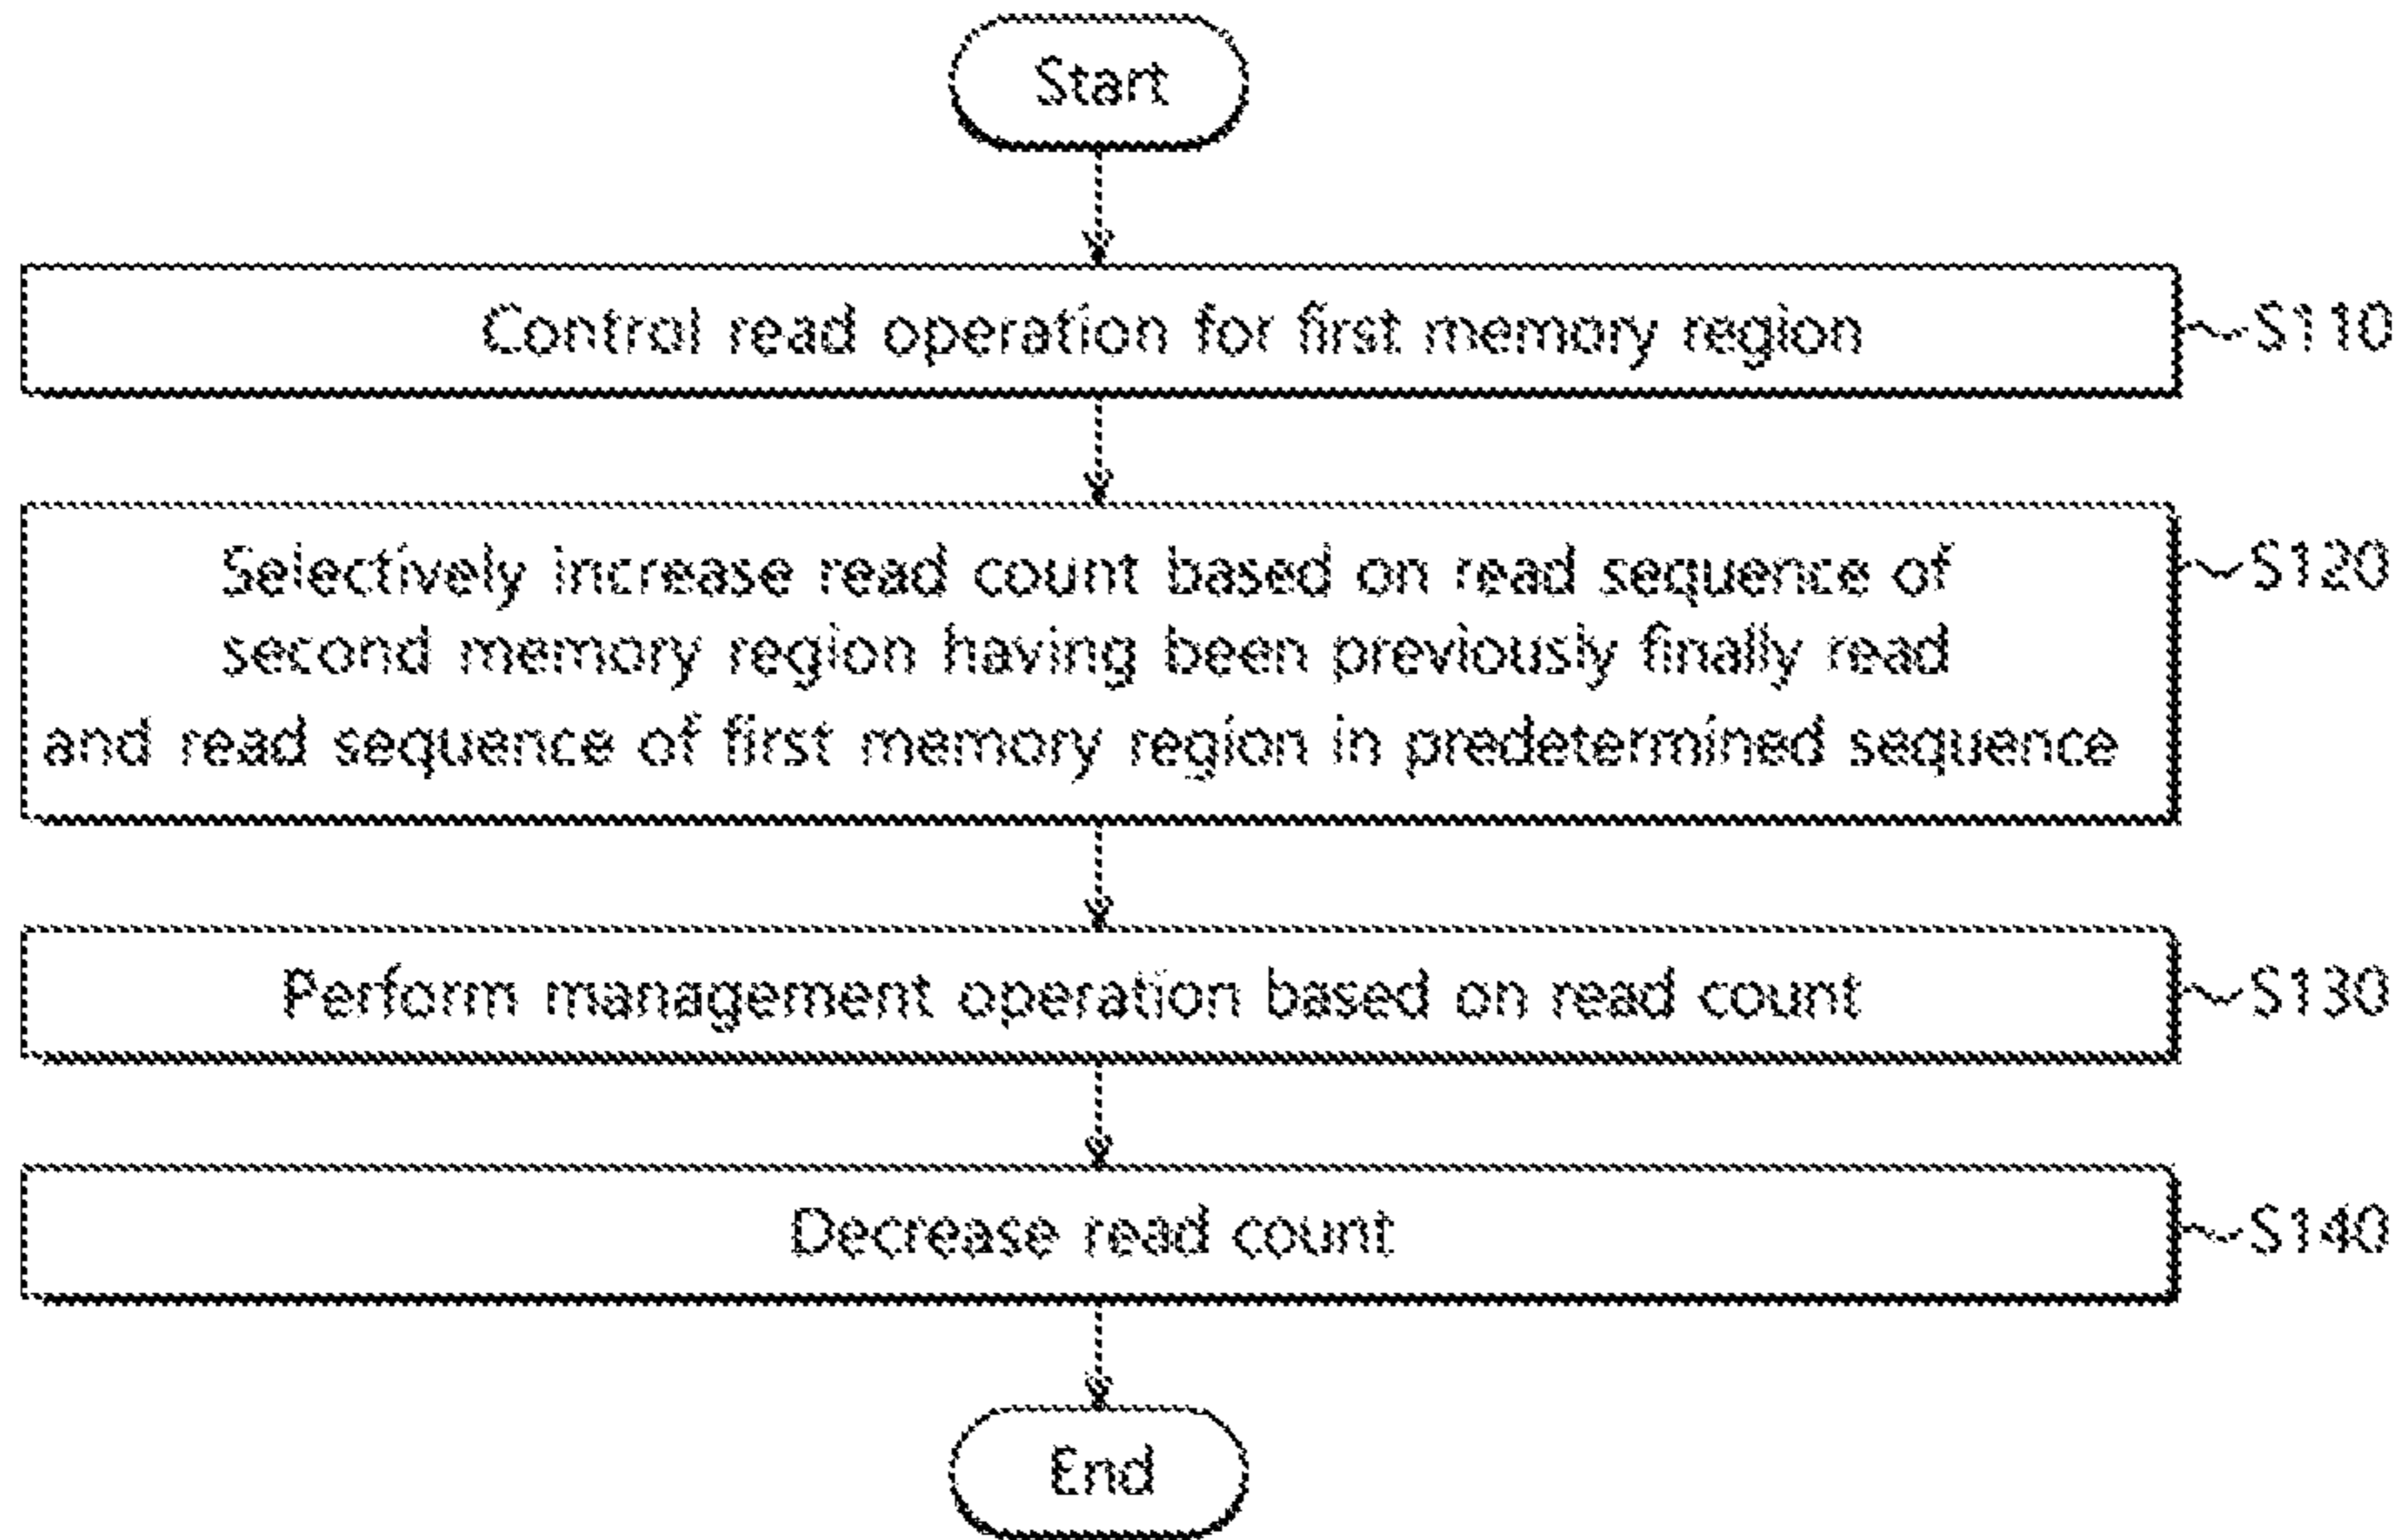 Start
Control read operation for first memory region
S110
Selectively increase read count based on read sequence of
second memory region having been previously finally read
and read sequence of first memory region in predetermined sequence
S120
Perform management operation based on read count
S130
Decrease read count
S140
End